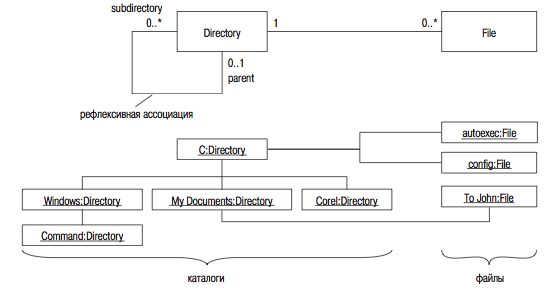 subdirectory
0..*
Directory
1
0..*
File
0..1
parent
рефлексивная ассоциация
C:Directory
autoexec:File
config:File
Windows:Directory
My Documents:Directory
Corel:Directory
To John:File
Command:Directory
каталоги
файлы